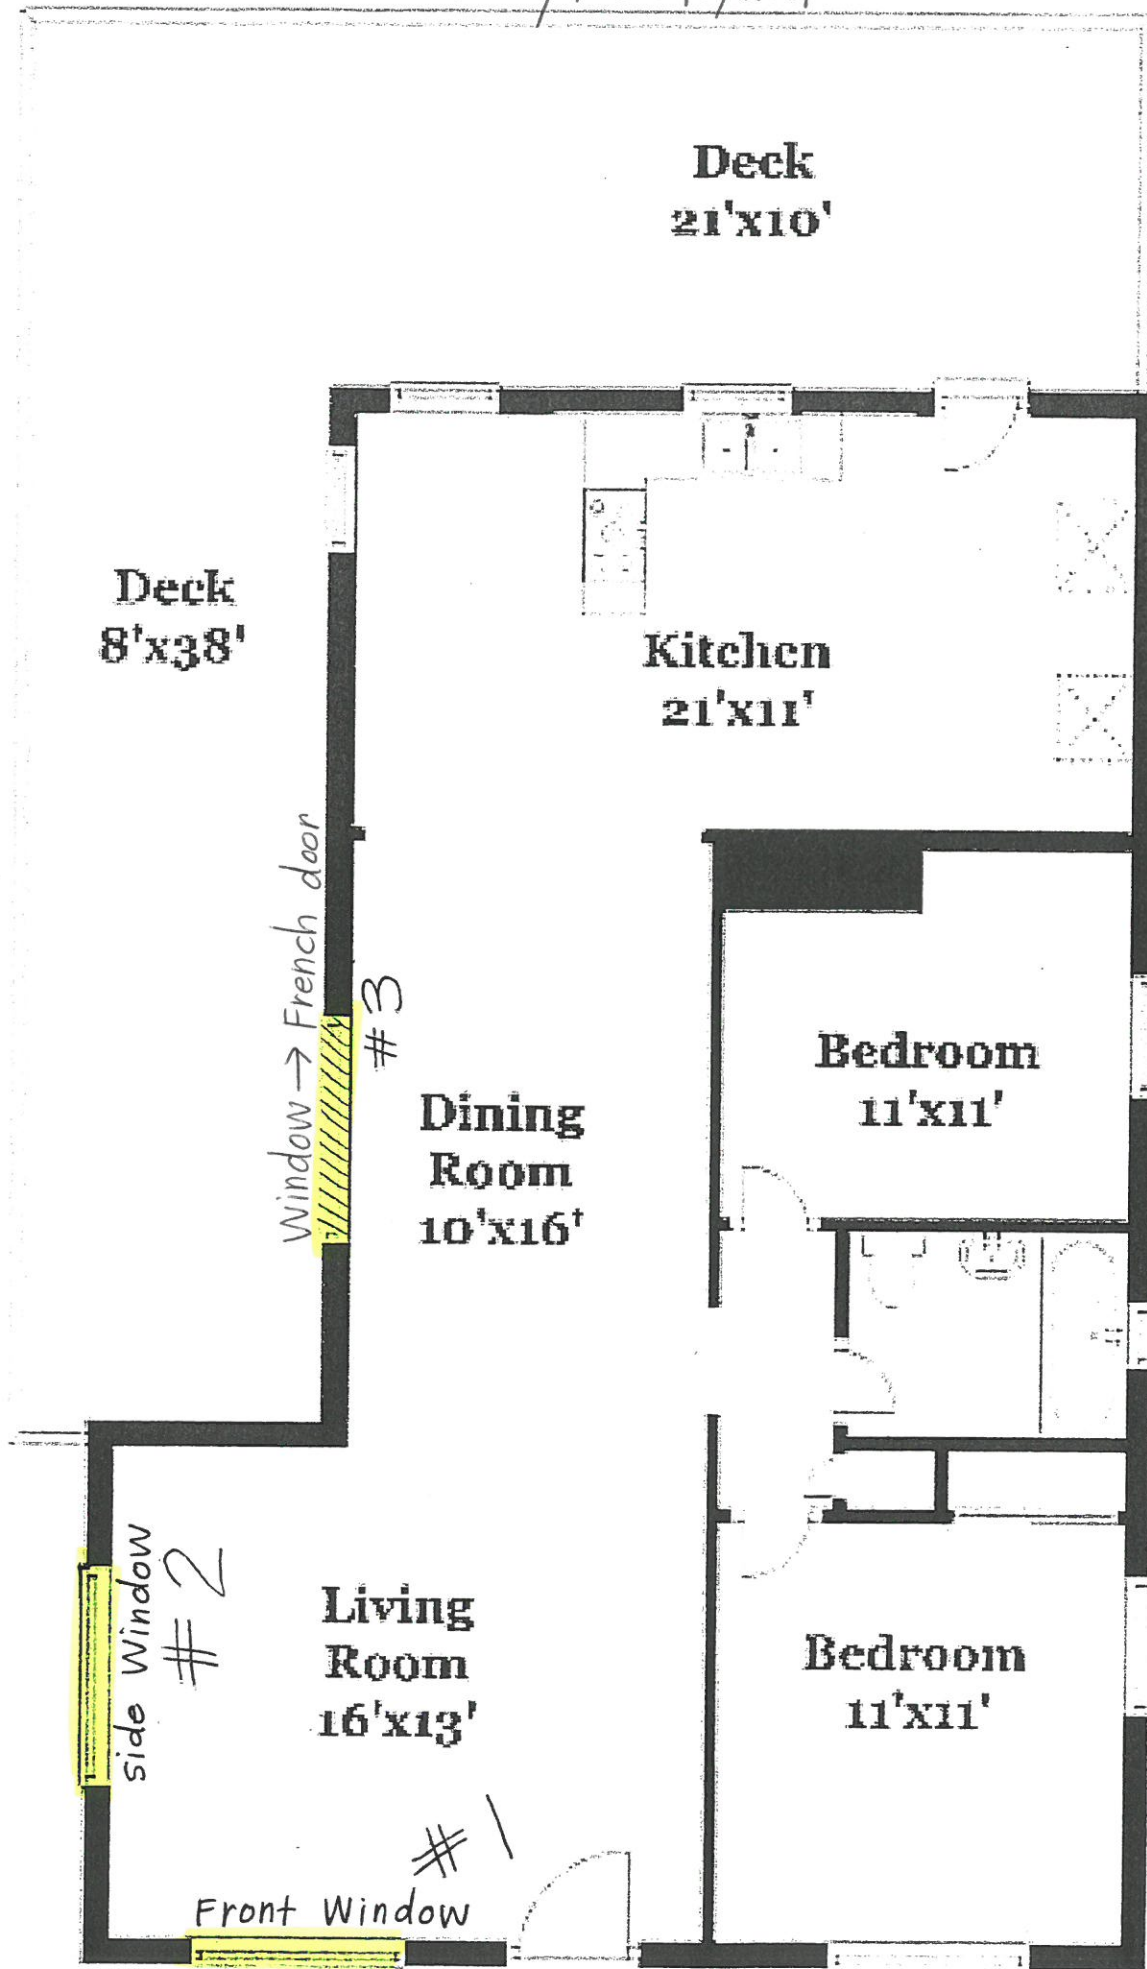 Deck
21'x10'
Deck
8'x38'
Kitchen
21'x11'
Window → French door
#3
Dining
Room
10'x16'
Bedroom
11'x11'
side Window
#2
Living
Room
16'x13'
Bedroom
11'x11'
#1
Front Window